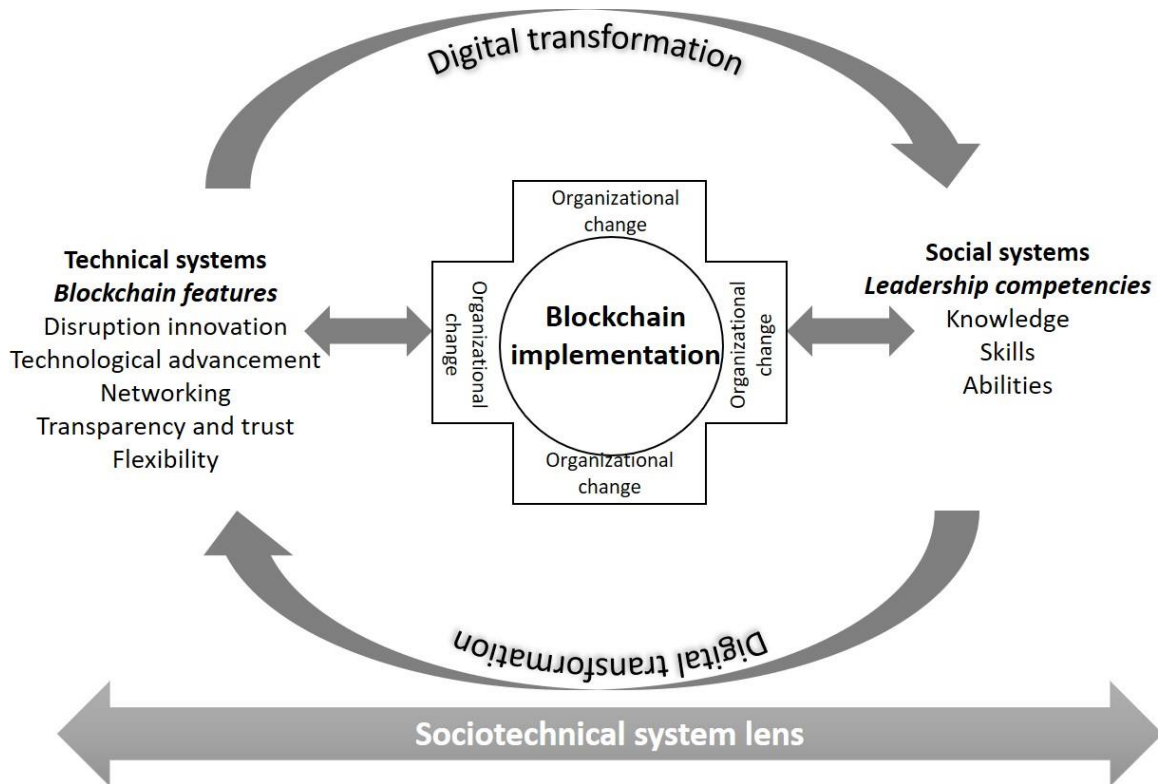 Digital transformation
Technical systems
Blockchain features
Disruption innovation
Technological advancement
Networking
Transparency and trust
Flexibility
Organizational
change
Organizational
change
Blockchain
implementation
Organizational
change
Organizational
change
Social systems
Leadership competencies
Knowledge
Skills
Abilities
Digital transformation
Sociotechnical system lens